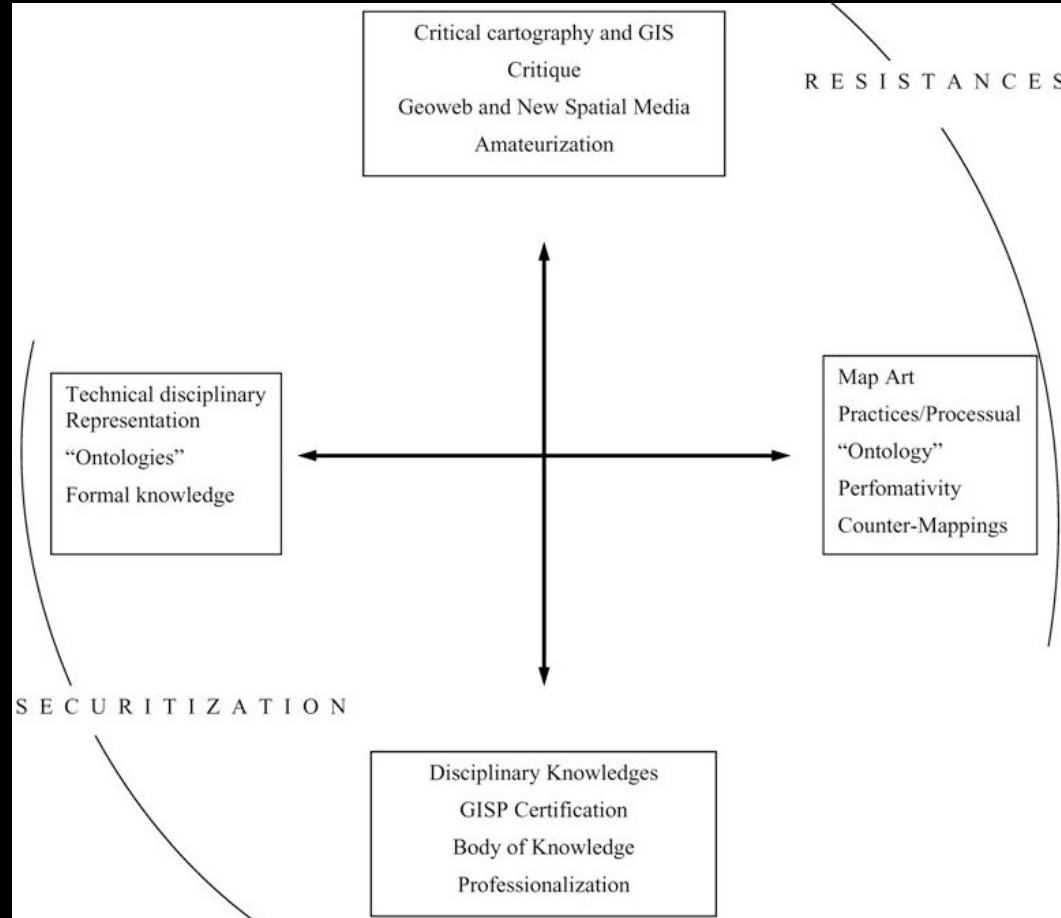 Critical cartography and GIS
Critique
Geoweb and New Spatial Media
Amateurization
R E S I S T A N C E S
Technical disciplinary
Representation
“Ontologies”
Formal knowledge
Map Art
Practices/Processual
“Ontology”
Perfomativity
Counter-Mappings
S E C U R I T I Z A T I O N
Disciplinary Knowledges
GISP Certification
Body of Knowledge
Professionalization